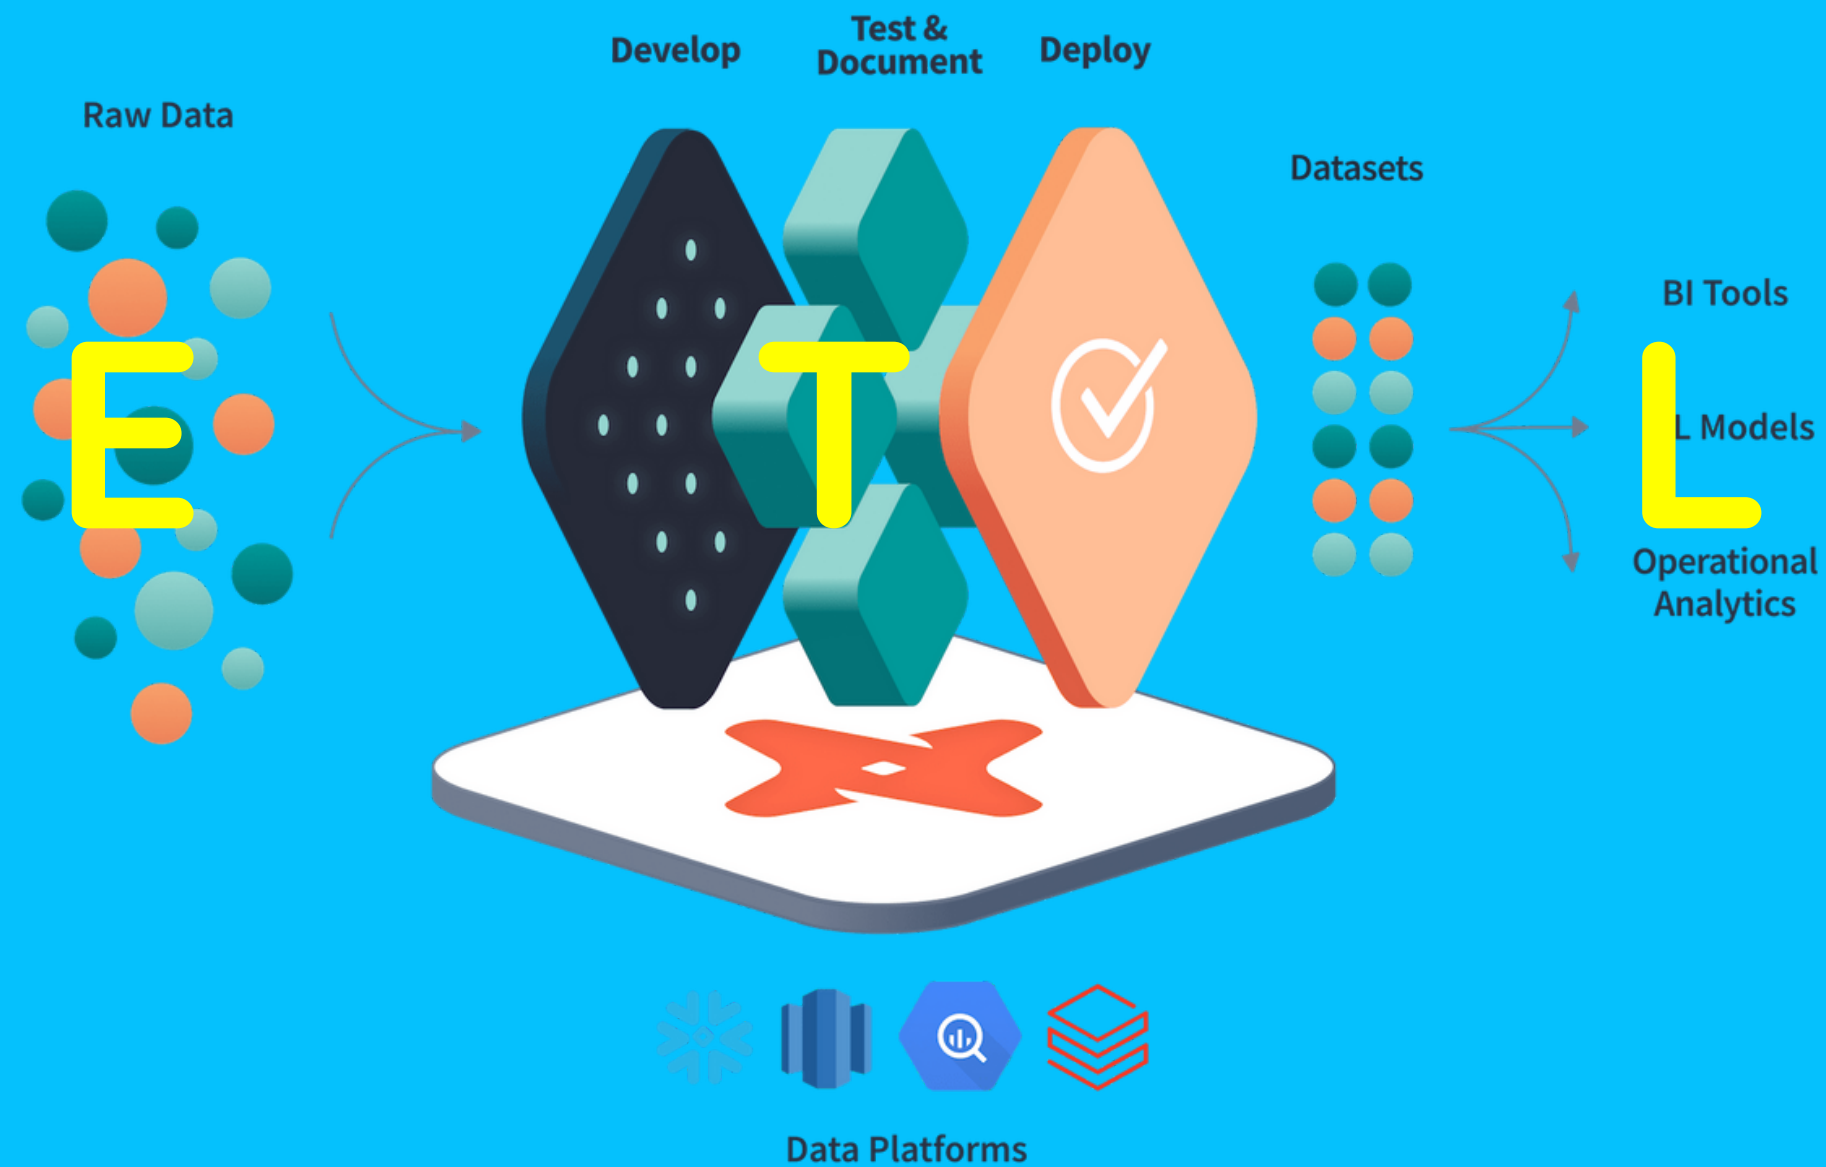 Develop
Test &
Document
Deploy
Raw Data
Datasets
BI Tools
E
T
L
L Models
Operational
Analytics
Data Platforms